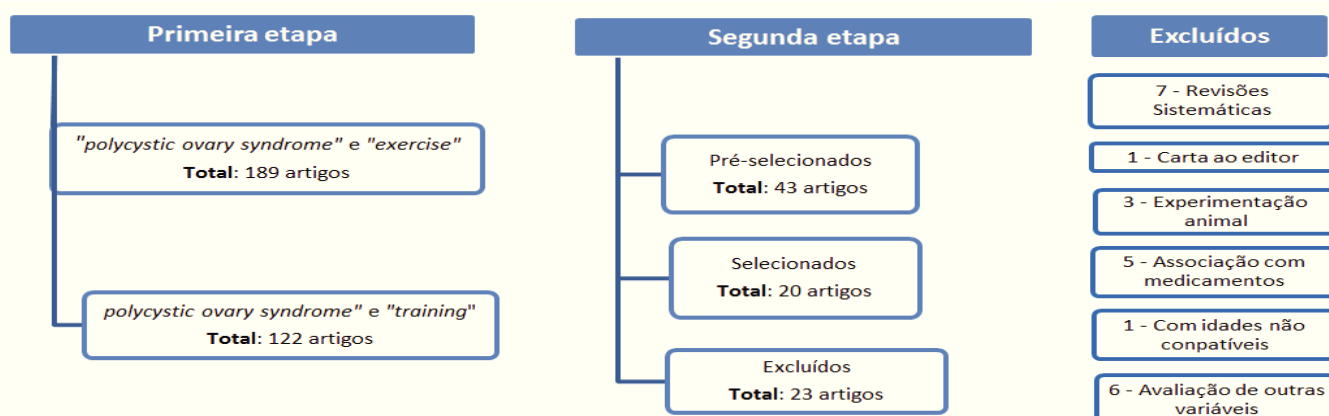 Primeira etapa
"polycystic ovary syndrome" e "exercise"
Total: 189 artigos
polycystic ovary syndrome" e "training"
Total: 122 artigos
Segunda etapa
Pré-selecionados
Total: 43 artigos
Selecionados
Total: 20 artigos
Excluídos
Total: 23 artigos
Excluídos
7 - Revisões
Sistemáticas
1 - Carta ao editor
3 - Experimentação
animal
5 - Associação com
medicamentos
1 - Com idades não
conpatíveis
6 - Avaliação de outras
variáveis